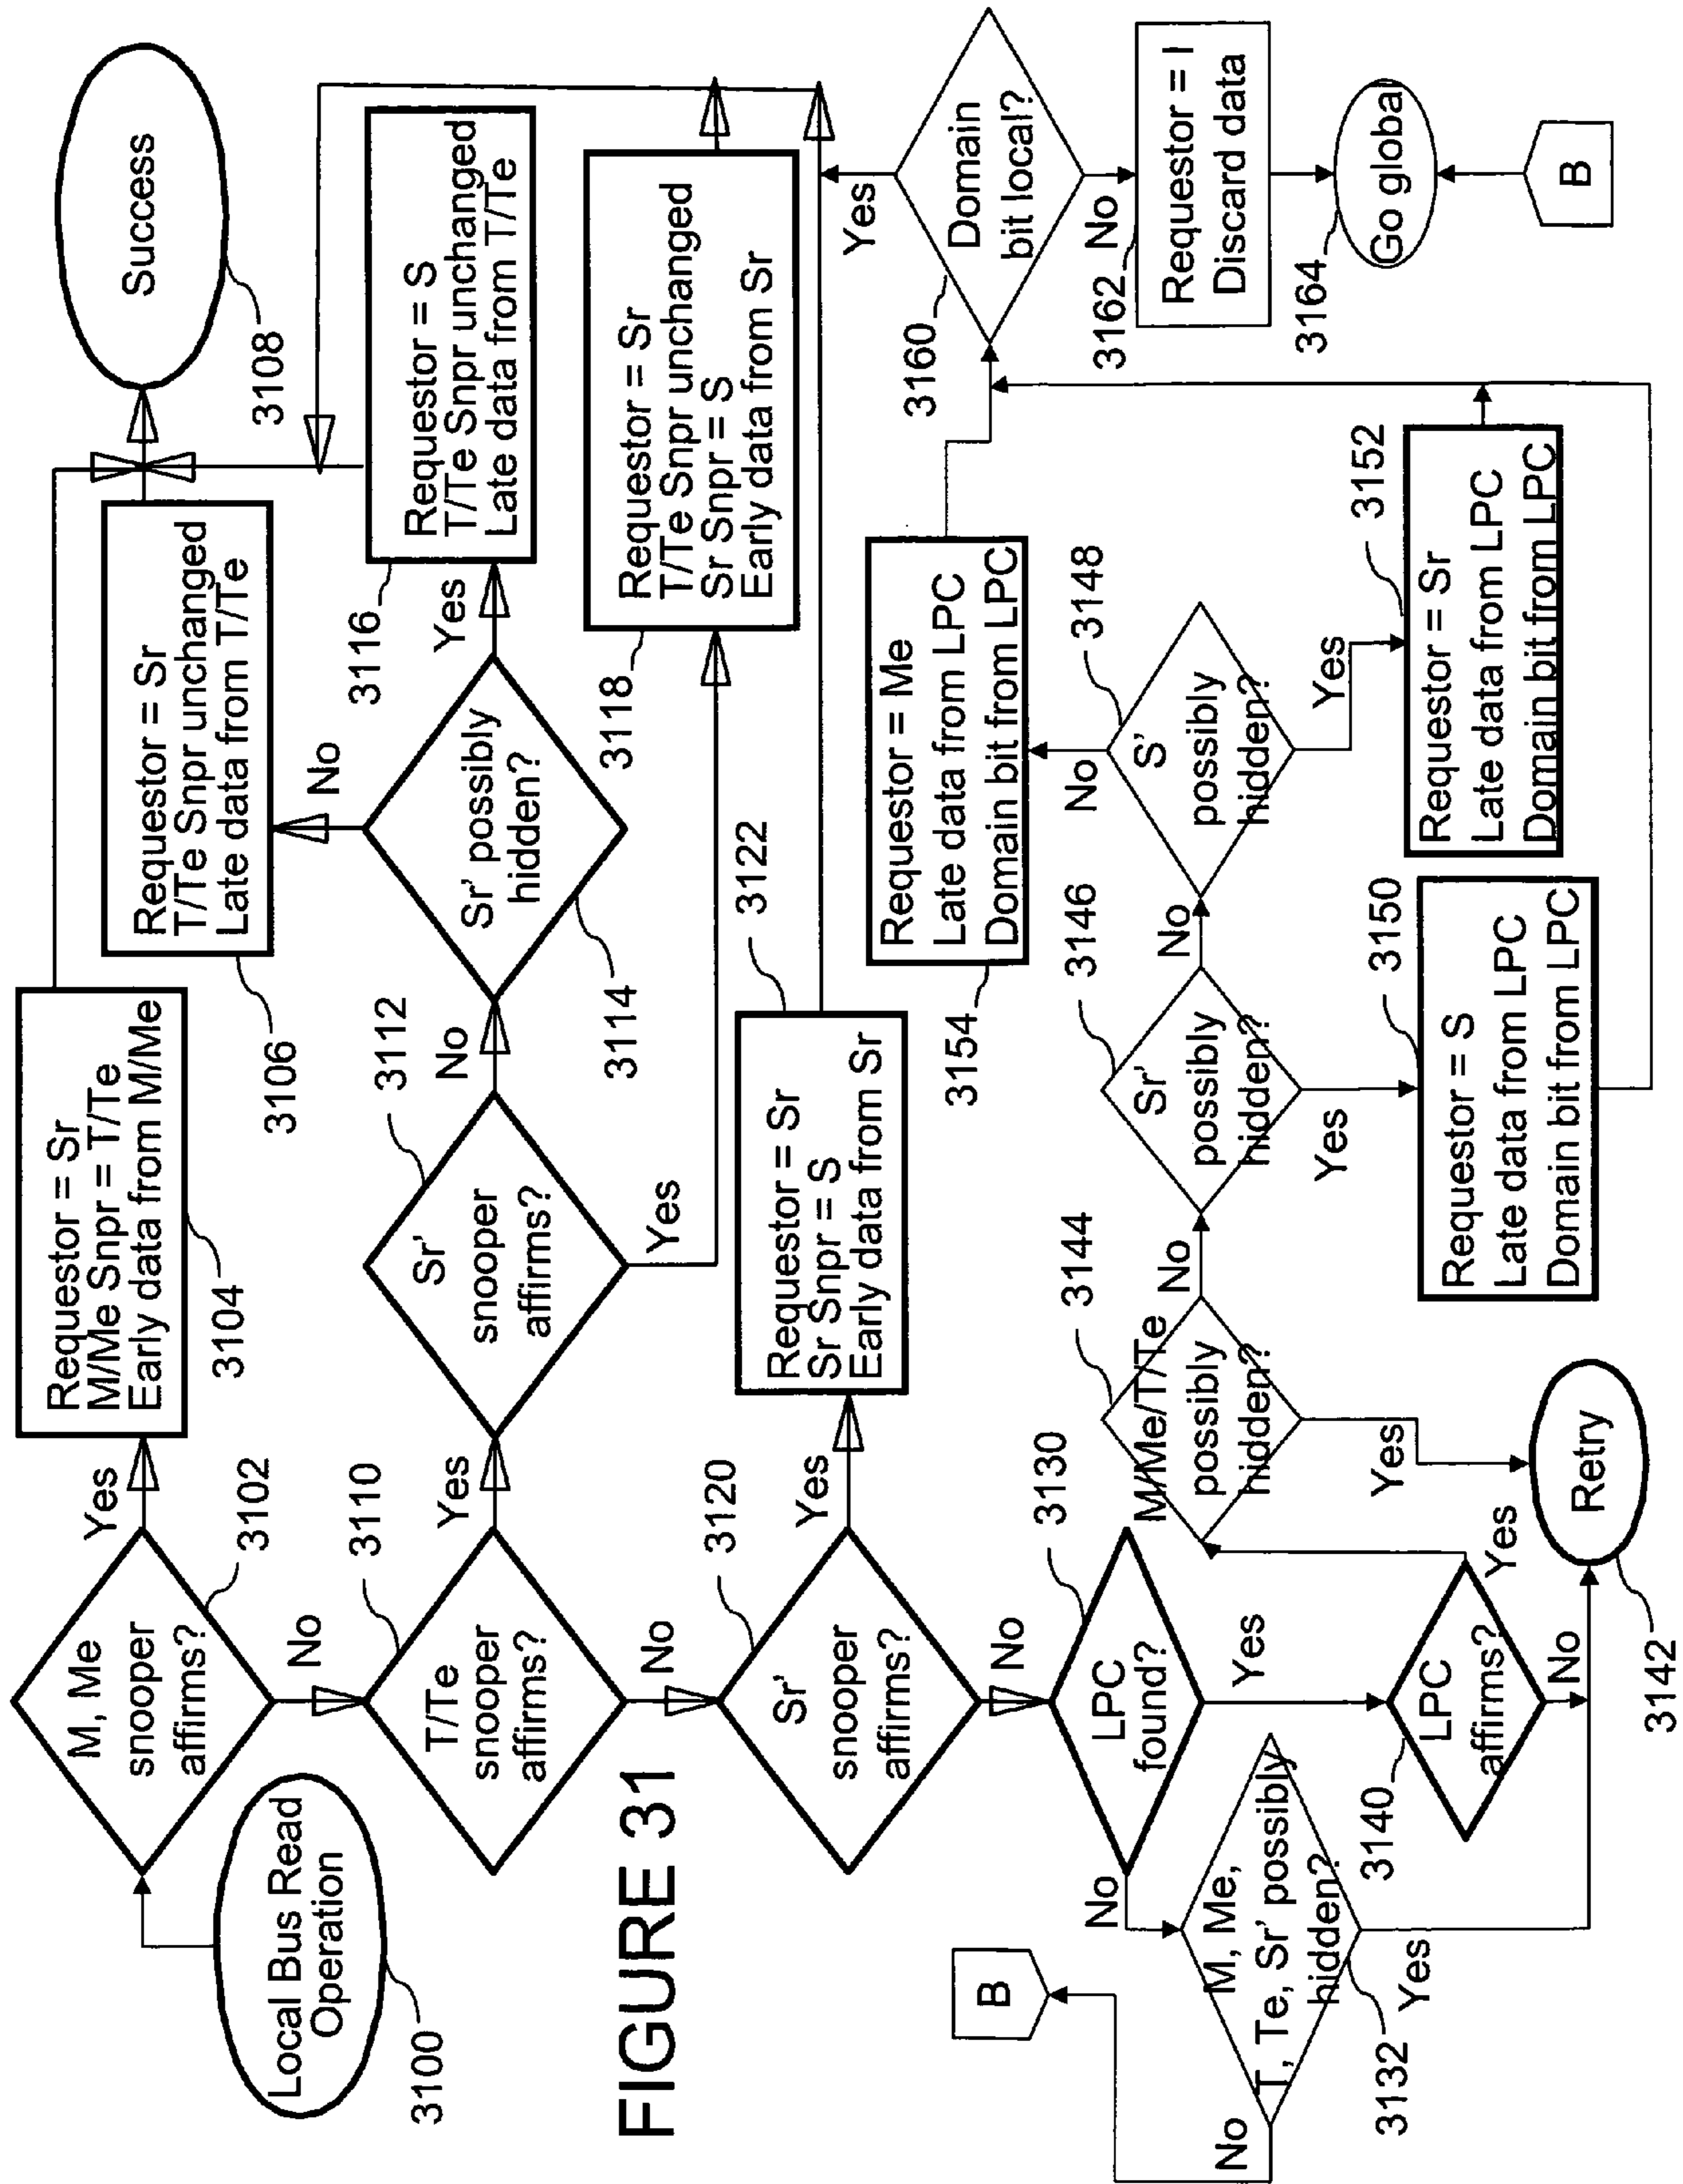 Local Bus Read
Operation
3100
M, Me
snooper
affirms?
3102
Yes
No
Requestor = Sr
M/Me Snpr = T/Te
Early data from M/Me
3104
Requestor = Sr
T/Te Snpr unchanged
Late data from T/Te
3106
Success
3108
T/Te
snooper
affirms?
3110
Yes
No
Sr'
snooper
affirms?
3112
No
Yes
Sr' possibly
hidden?
3114
No
Yes
Requestor = S
T/Te Snpr unchanged
Late data from T/Te
3116
Requestor = Sr
T/Te Snpr unchanged
Sr Snpr = S
Early data from Sr
3118
FIGURE 31
Sr'
snooper
affirms?
3120
Yes
No
Requestor = Sr
Sr Snpr = S
Early data from Sr
3122
LPC
found?
3130
No
Yes
B
M, Me,
T, Te, Sr' possibly
hidden?
3132
No
Yes
LPC
affirms?
3140
Yes
No
Retry
3142
M/Me/T/Te
possibly
hidden?
3144
No
Yes
Sr'
possibly
hidden?
3146
No
Yes
S'
possibly
hidden?
3148
No
Yes
Requestor = S
Late data from LPC
Domain bit from LPC
3150
Requestor = Sr
Late data from LPC
Domain bit from LPC
3152
Requestor = Me
Late data from LPC
Domain bit from LPC
3154
Domain
bit local?
3160
Yes
No
Requestor = I
Discard data
3162
Go global
3164
B